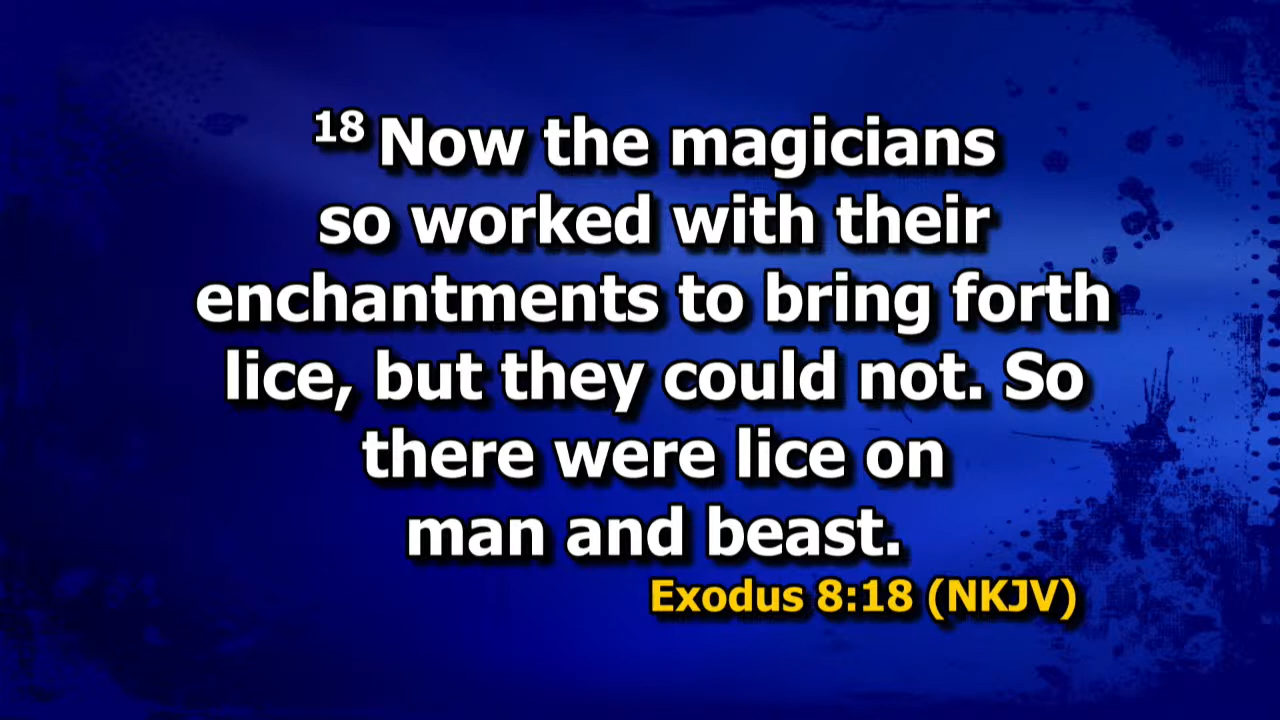 18 Now the magicians
so worked with their
enchantments to bring forth
lice, but they could not. So
there were lice on
man and beast.
Exodus 8:18 (NKJV)